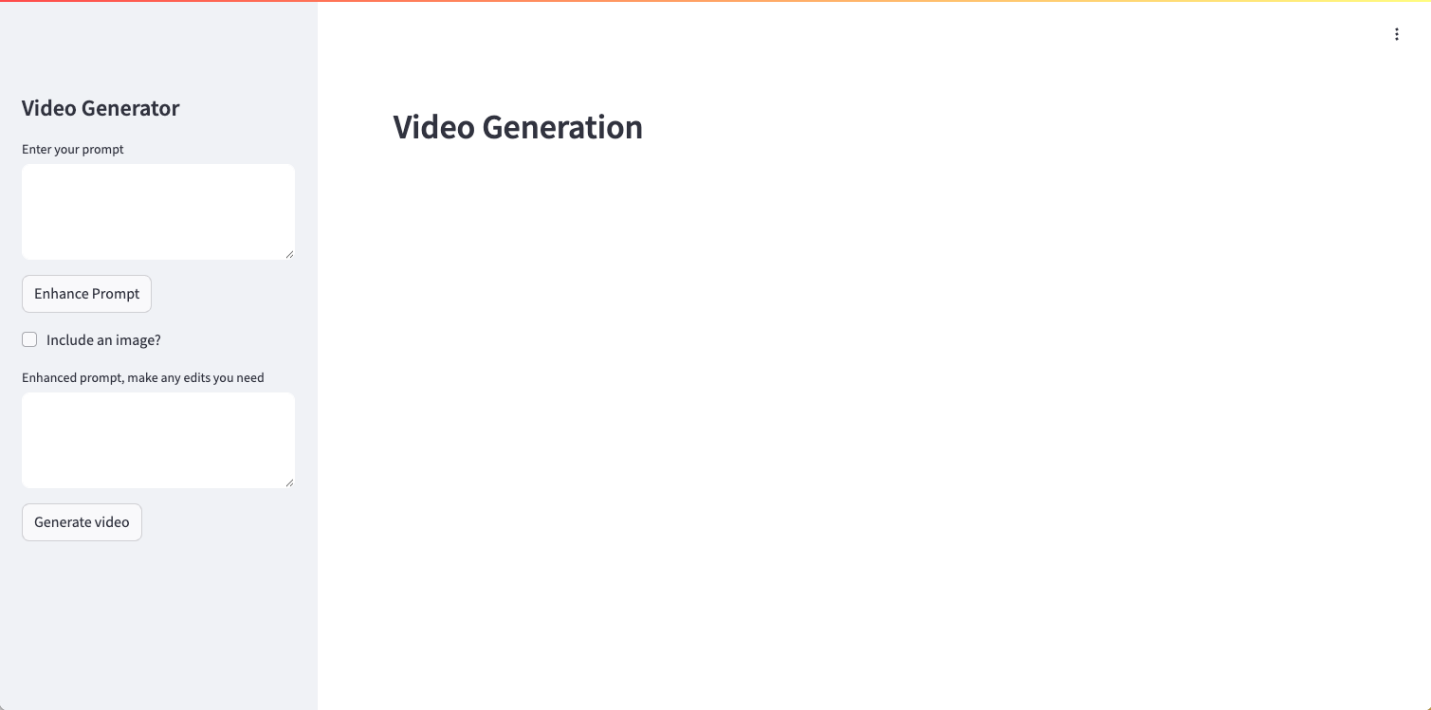 Video Generator
Enter your prompt
Enhance Prompt
Include an image?
Enhanced prompt, make any edits you need
Generate video
Video Generation